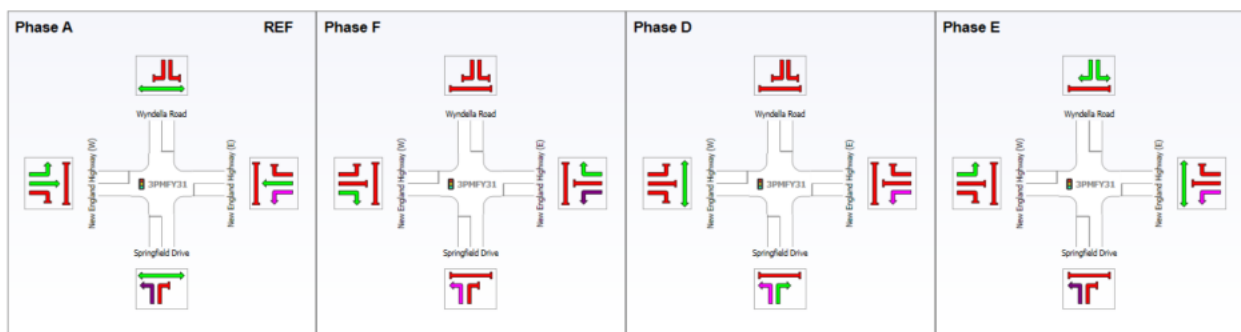 Phase A
REF
Wyndella Road
New England Highway (W)
3PMFY31
New England Highway (E)
Springfield Drive
Phase F
Wyndella Road
New England Highway (W)
3PMFY31
New England Highway (E)
Springfield Drive
Phase D
Wyndella Road
New England Highway (W)
3PMFY31
New England Highway (E)
Springfield Drive
Phase E
Wyndella Road
New England Highway (W)
3PMFY31
New England Highway (E)
Springfield Drive